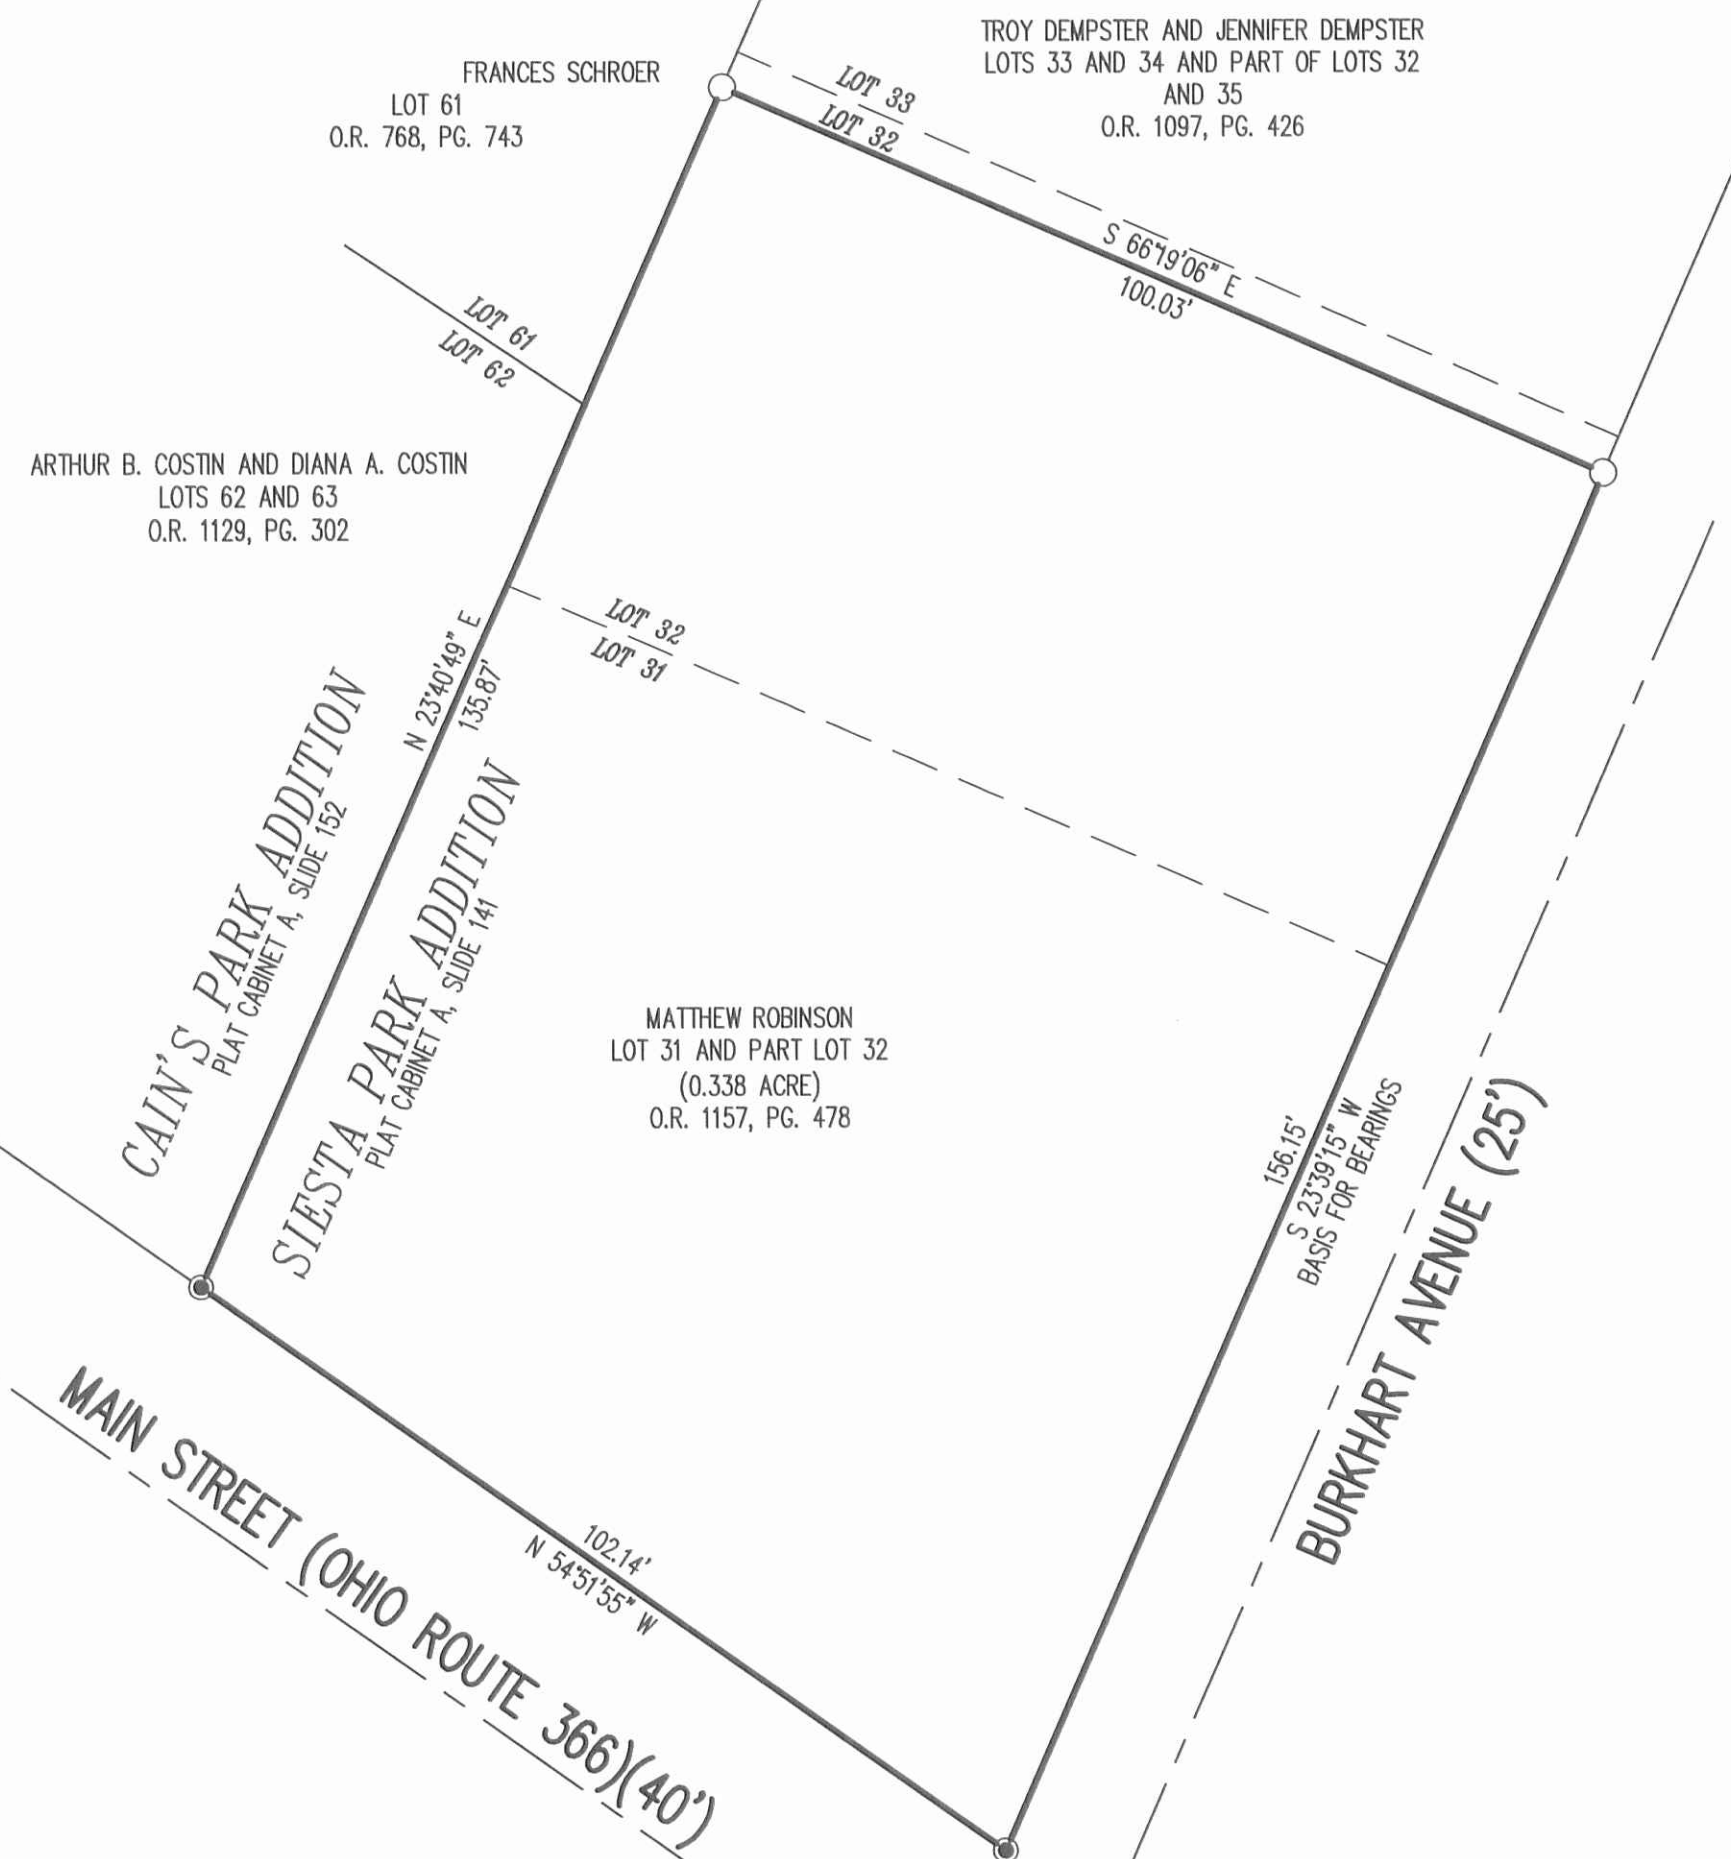 TROY DEMPSTER AND JENNIFER DEMPSTER
LOTS 33 AND 34 AND PART OF LOTS 32
AND 35
O.R. 1097, PG. 426
FRANCES SCHROER
LOT 61
O.R. 768, PG. 743
LOT 33
LOT 32
S 66°19'06" E
100.03'
LOT 61
LOT 62
ARTHUR B. COSTIN AND DIANA A. COSTIN
LOTS 62 AND 63
O.R. 1129, PG. 302
LOT 32
LOT 31
N 23°40'49" E
135.87'
CAIN'S PARK ADDITION
PLAT CABINET A, SLIDE 152
SIESTA PARK ADDITION
PLAT CABINET A, SLIDE 141
MATTHEW ROBINSON
LOT 31 AND PART LOT 32
(0.338 ACRE)
O.R. 1157, PG. 478
156.15'
S 23°39'15" W
BASIS FOR BEARINGS
BURKHART AVENUE (25')
102.14'
N 54°51'55" W
MAIN STREET (OHIO ROUTE 366)(40')